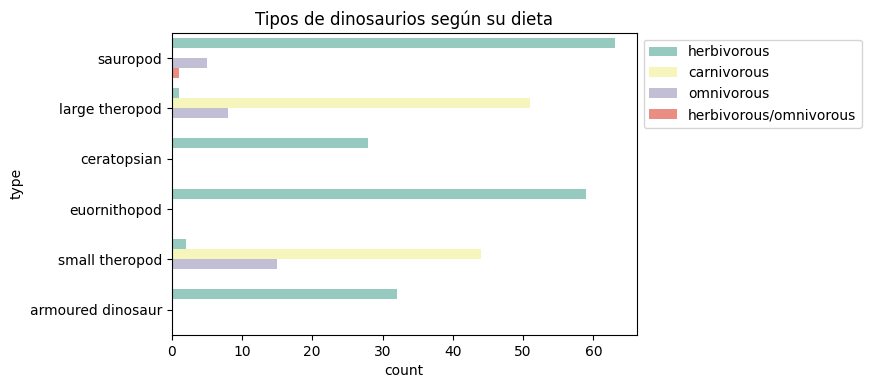 Tipos de dinosaurios según su dieta
herbivorous
carnivorous
omnivorous
herbivorous/omnivorous
type
sauropod
large theropod
ceratopsian
euornithopod
small theropod
armoured dinosaur
0 10 20 30 40 50 60
count